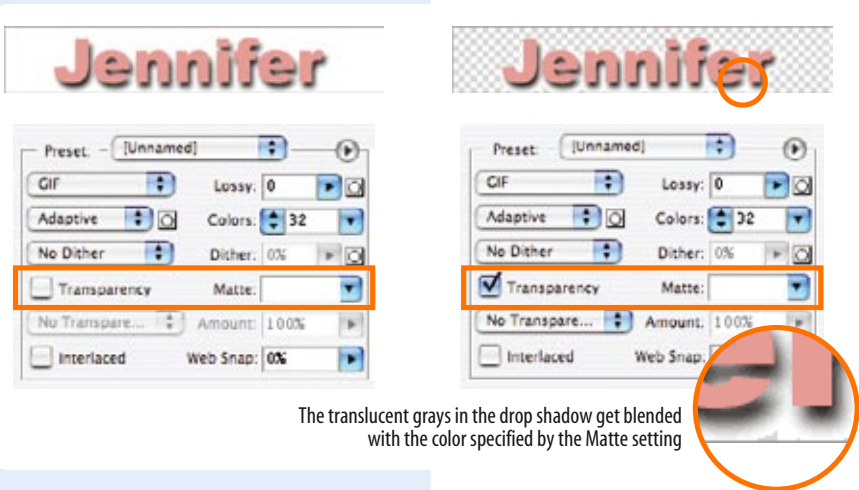 Jennifer
Preset: [Unnamed]
GIF Lossy: 0
Adaptive Colors: 32
No Dither Dither: 0%
Transparency Matte:
No Transpare... Amount: 100%
Interlaced Web Snap: 0%
Jennifer
Preset: [Unnamed]
GIF Lossy: 0
Adaptive Colors: 32
No Dither Dither: 0%
Transparency Matte:
No Transpare... Amount: 100%
Interlaced Web Snap:
The translucent grays in the drop shadow get blended
with the color specified by the Matte setting
er